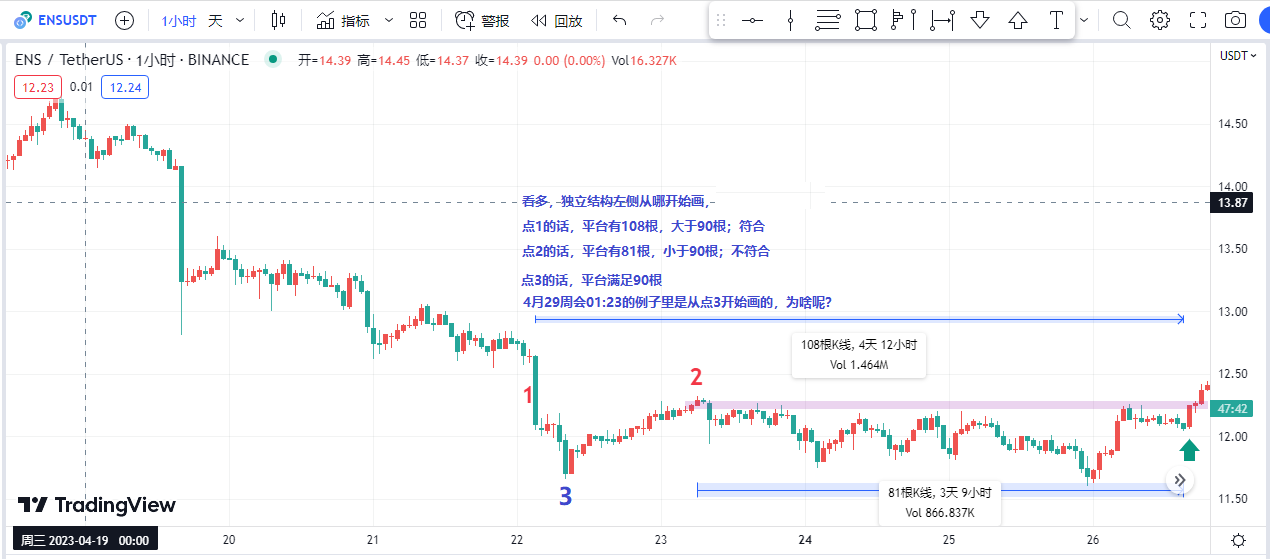 ENSUSDT 1小时 天 指标 警报 回放
ENS / TetherUS · 1小时 · BINANCE 开=14.39 高=14.45 低=14.37 收=14.39 0.00 (0.00%) Vol16.327K
USDT
12.23 0.01 12.24
14.50
14.00
13.87
13.50
13.00
12.50
47:42
12.00
11.50
看多，独立结构左侧从哪开始画，
点1的话，平台有108根，大于90根；符合
点2的话，平台有81根，小于90根；不符合
点3的话，平台满足90根
4月29周会01:23的例子里是从点3开始画的，为啥呢?
108根K线, 4天 12小时
Vol 1.464M
1
2
3
81根K线, 3天 9小时
Vol 866.837K
TradingView
周三 2023-04-19 00:00 20 21 22 23 24 25 26